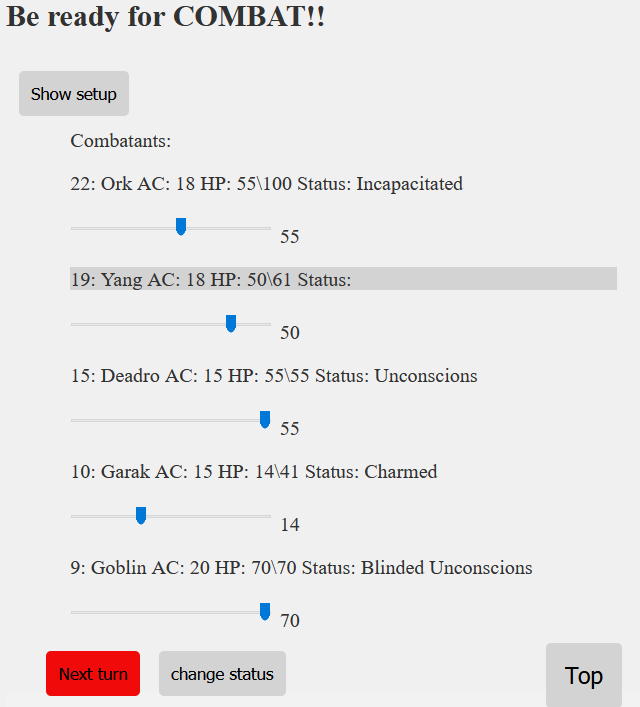 Be ready for COMBAT!!
Show setup
Combatants:
22: Ork AC: 18 HP: 55\100 Status: Incapacitated
55
19: Yang AC: 18 HP: 50\61 Status:
50
15: Deadro AC: 15 HP: 55\55 Status: Unconscions
55
10: Garak AC: 15 HP: 14\41 Status: Charmed
14
9: Goblin AC: 20 HP: 70\70 Status: Blinded Unconscions
70
Next turn change status Top